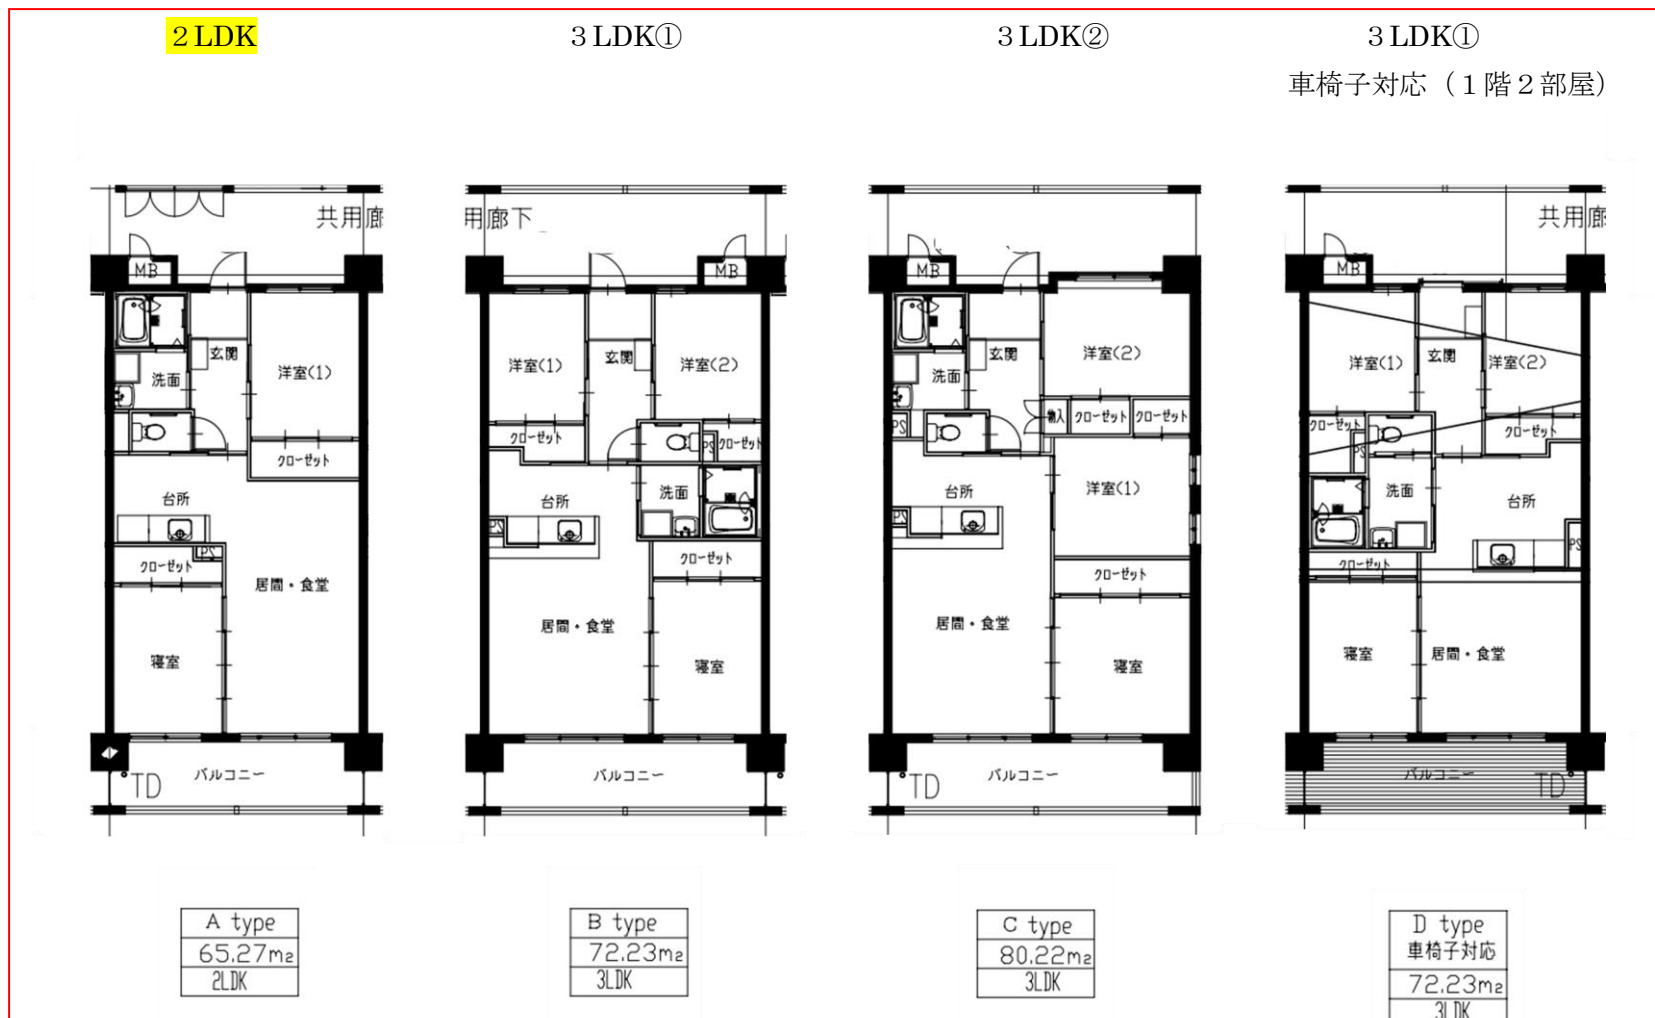 ２LDK
３LDK①
３LDK②
３LDK①
車椅子対応（１階２部屋）
共用廊
MB
玄関
洋室(1)
洗面
クローゼット
台所
PS
クローゼット
居間・食堂
寝室
バルコニー
TD
A type
65.27m2
2LDK
用廊下
MB
洋室(1)
玄関
洋室(2)
クローゼット
PS
クローゼット
洗面
台所
PS
クローゼット
居間・食堂
寝室
バルコニー
B type
72.23m2
3LDK
MB
玄関
洋室(2)
洗面
物入
クローゼット
クローゼット
PS
台所
洋室(1)
PS
クローゼット
居間・食堂
寝室
バルコニー
TD
C type
80.22m2
3LDK
共用廊
MB
洋室(1)
玄関
洋室(2)
クローゼット
PS
クローゼット
洗面
台所
PS
クローゼット
寝室
居間・食堂
バルコニー
TD
D type
車椅子対応
72.23m2
3LDK